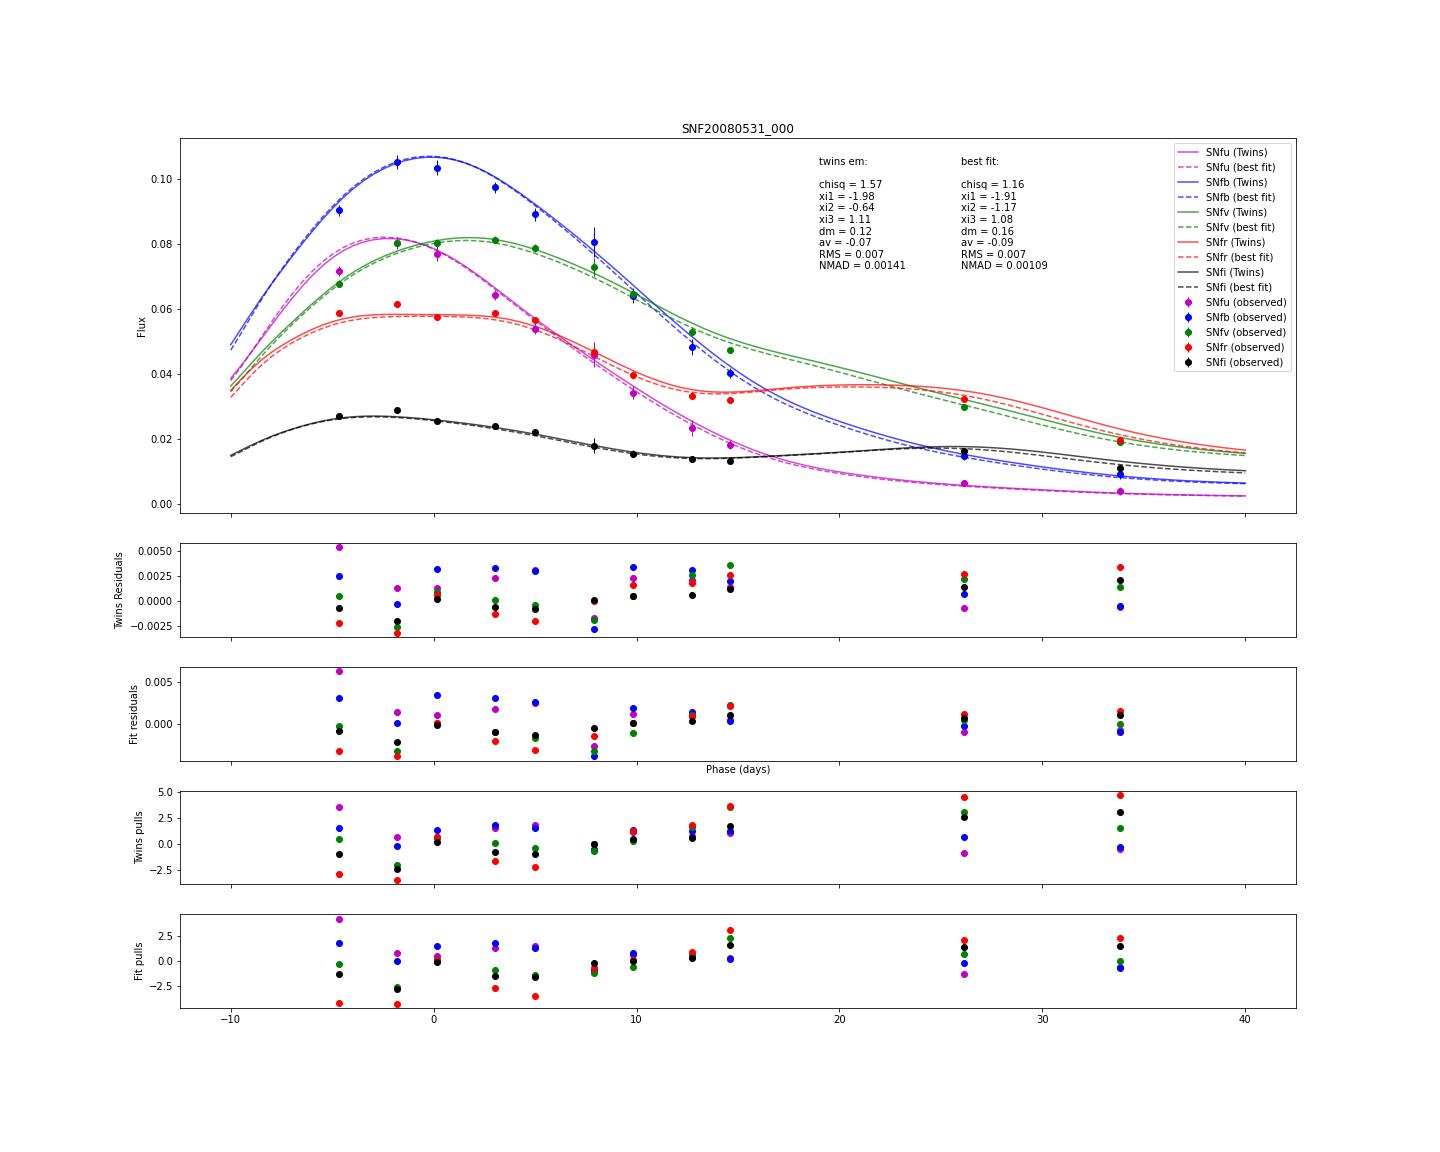 SNF20080531_000
twins em:
chisq = 1.57
xi1 = -1.98
xi2 = -0.64
xi3 = 1.11
dm = 0.12
av = -0.07
RMS = 0.007
NMAD = 0.00141
best fit:
chisq = 1.16
xi1 = -1.91
xi2 = -1.17
xi3 = 1.08
dm = 0.16
av = -0.09
RMS = 0.007
NMAD = 0.00109
SNfu (Twins)
SNfu (best fit)
SNfb (Twins)
SNfb (best fit)
SNfv (Twins)
SNfv (best fit)
SNfr (Twins)
SNfr (best fit)
SNfi (Twins)
SNfi (best fit)
SNfu (observed)
SNfb (observed)
SNfv (observed)
SNfr (observed)
SNfi (observed)
Flux
0.10
0.08
0.06
0.04
0.02
0.00
Twins Residuals
0.0050
0.0025
0.0000
−0.0025
Fit residuals
0.005
0.000
Phase (days)
Twins pulls
5.0
2.5
0.0
−2.5
Fit pulls
2.5
0.0
−2.5
−10
0
10
20
30
40